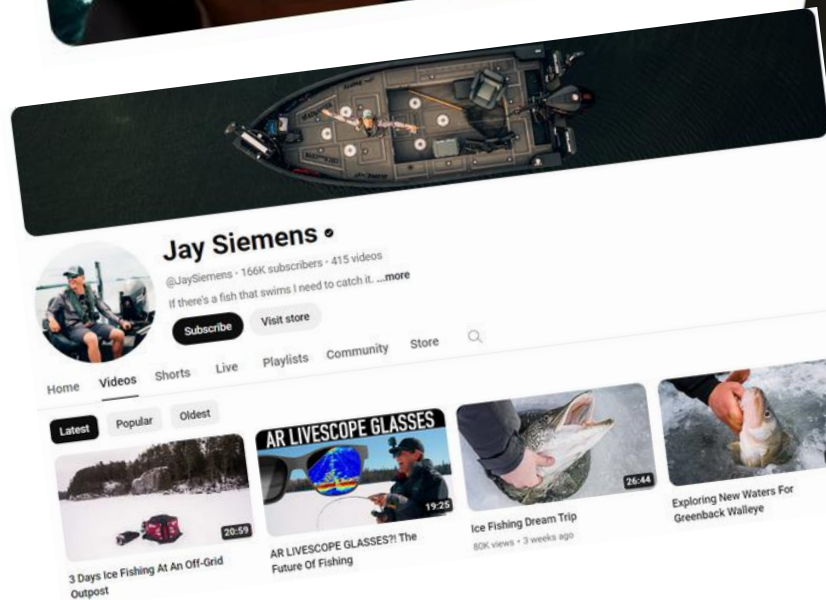 Jay Siemens
@JaySiemens · 166K subscribers · 415 videos
If there's a fish that swims I need to catch it. ...more
Subscribe
Visit store
Home
Videos
Shorts
Live
Playlists
Community
Store
Latest
Popular
Oldest
20:59
3 Days Ice Fishing At An Off-Grid
Outpost
AR LIVESCOPE GLASSES
19:25
AR LIVESCOPE GLASSES?! The
Future Of Fishing
26:44
Ice Fishing Dream Trip
80K views · 3 weeks ago
Exploring New Waters For
Greenback Walleye